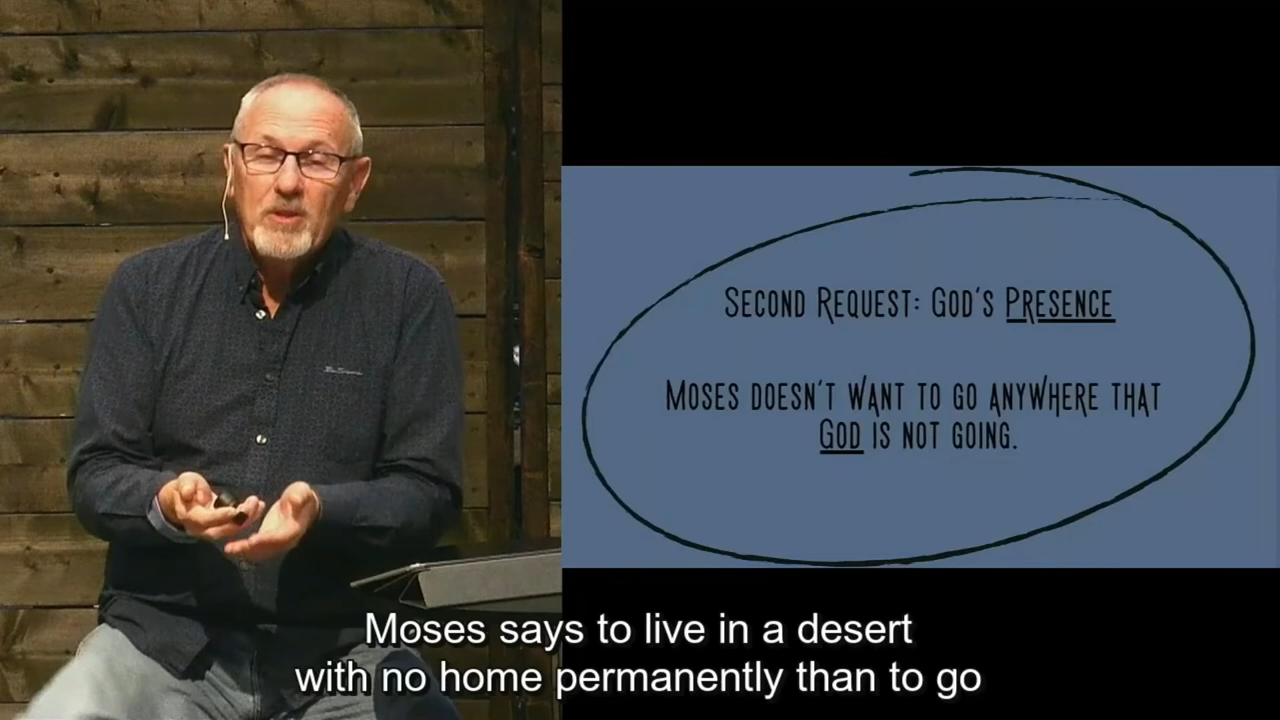 Second Request: God's Presence
Moses doesn't want to go anywhere that
God is not going.
Moses says to live in a desert
with no home permanently than to go